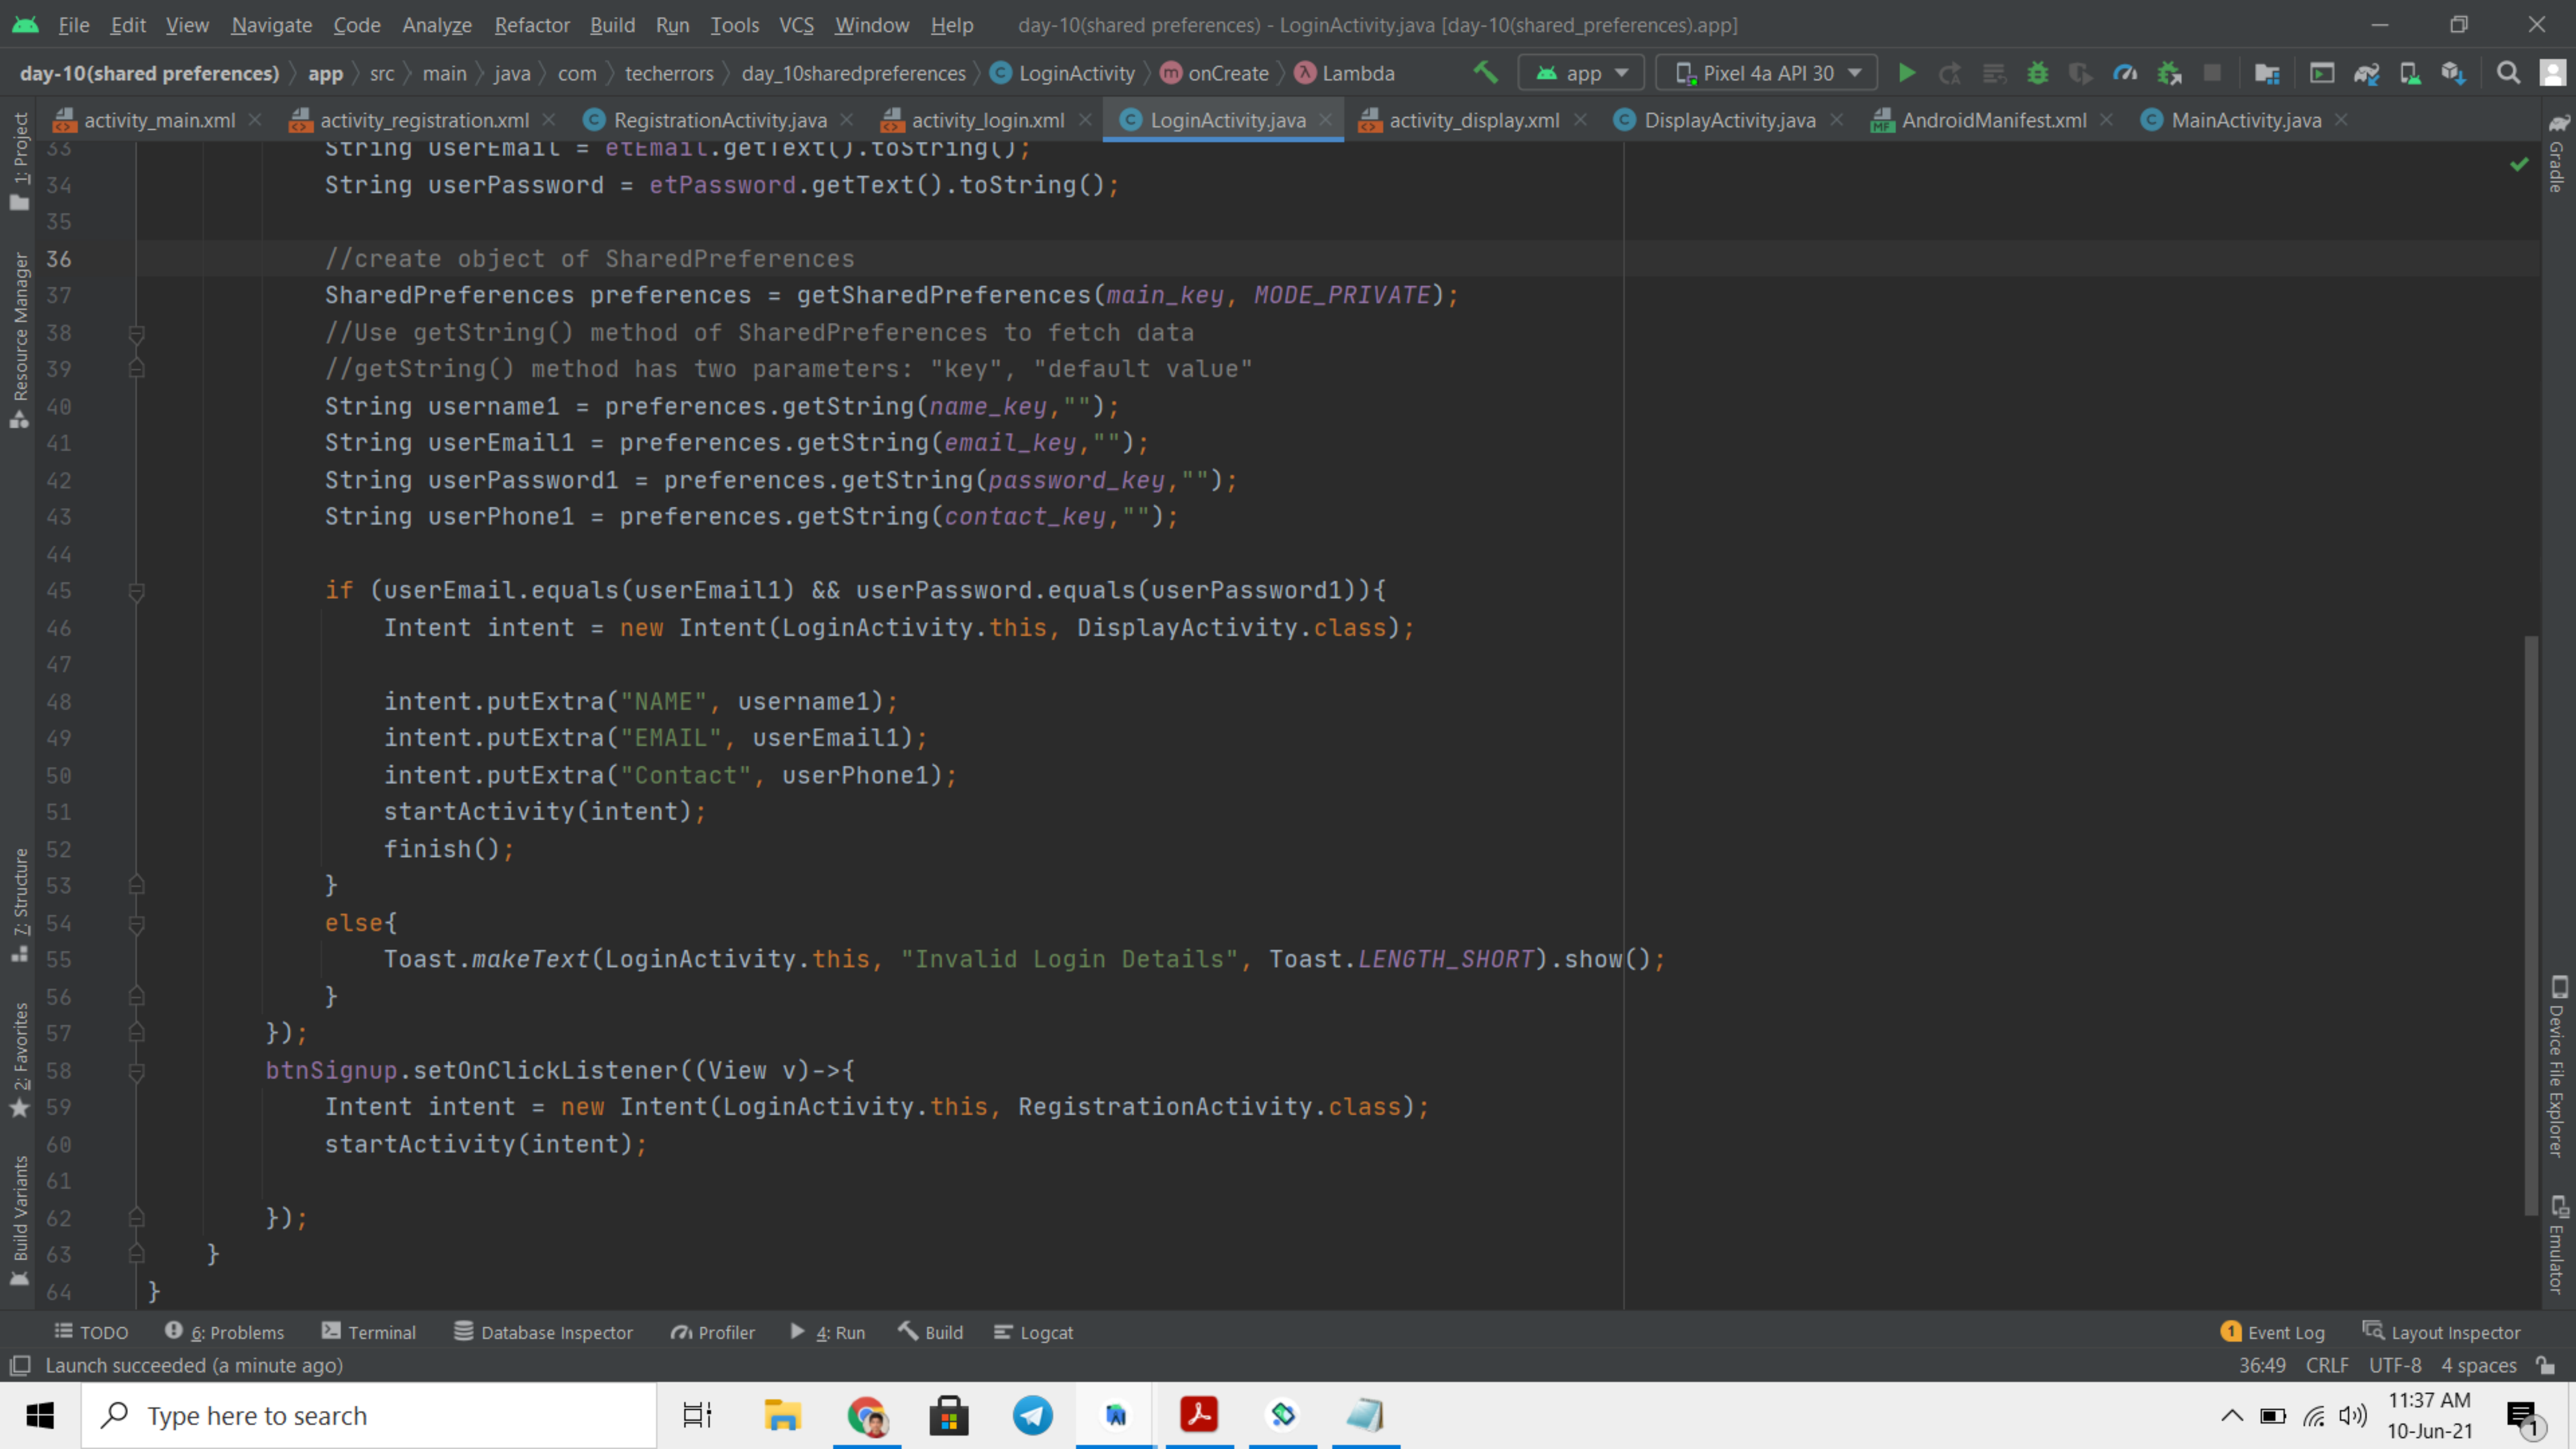 File Edit View Navigate Code Analyze Refactor Build Run Tools VCS Window Help day-10(shared preferences) - LoginActivity.java [day-10(shared_preferences).app]
day-10(shared preferences) app src main java com techerrors day_10sharedpreferences LoginActivity onCreate Lambda app Pixel 4a API 30
activity_main.xml activity_registration.xml RegistrationActivity.java activity_login.xml LoginActivity.java activity_display.xml DisplayActivity.java AndroidManifest.xml MainActivity.java
1: Project
Resource Manager
7: Structure
2: Favorites
Build Variants
33 String userEmail = etEmail.getText().toString();
34 String userPassword = etPassword.getText().toString();
35
36 //create object of SharedPreferences
37 SharedPreferences preferences = getSharedPreferences(main_key, MODE_PRIVATE);
38 //Use getString() method of SharedPreferences to fetch data
39 //getString() method has two parameters: "key", "default value"
40 String username1 = preferences.getString(name_key,"");
41 String userEmail1 = preferences.getString(email_key,"");
42 String userPassword1 = preferences.getString(password_key,"");
43 String userPhone1 = preferences.getString(contact_key,"");
44
45 if (userEmail.equals(userEmail1) && userPassword.equals(userPassword1)){
46 Intent intent = new Intent(LoginActivity.this, DisplayActivity.class);
47
48 intent.putExtra("NAME", username1);
49 intent.putExtra("EMAIL", userEmail1);
50 intent.putExtra("Contact", userPhone1);
51 startActivity(intent);
52 finish();
53 }
54 else{
55 Toast.makeText(LoginActivity.this, "Invalid Login Details", Toast.LENGTH_SHORT).show();
56 }
57 });
58 btnSignup.setOnClickListener((View v)->{
59 Intent intent = new Intent(LoginActivity.this, RegistrationActivity.class);
60 startActivity(intent);
61
62 });
63 }
64 }
Gradle
Device File Explorer
Emulator
TODO 6: Problems Terminal Database Inspector Profiler 4: Run Build Logcat 1 Event Log Layout Inspector
Launch succeeded (a minute ago) 36:49 CRLF UTF-8 4 spaces
Type here to search
11:37 AM
10-Jun-21
1